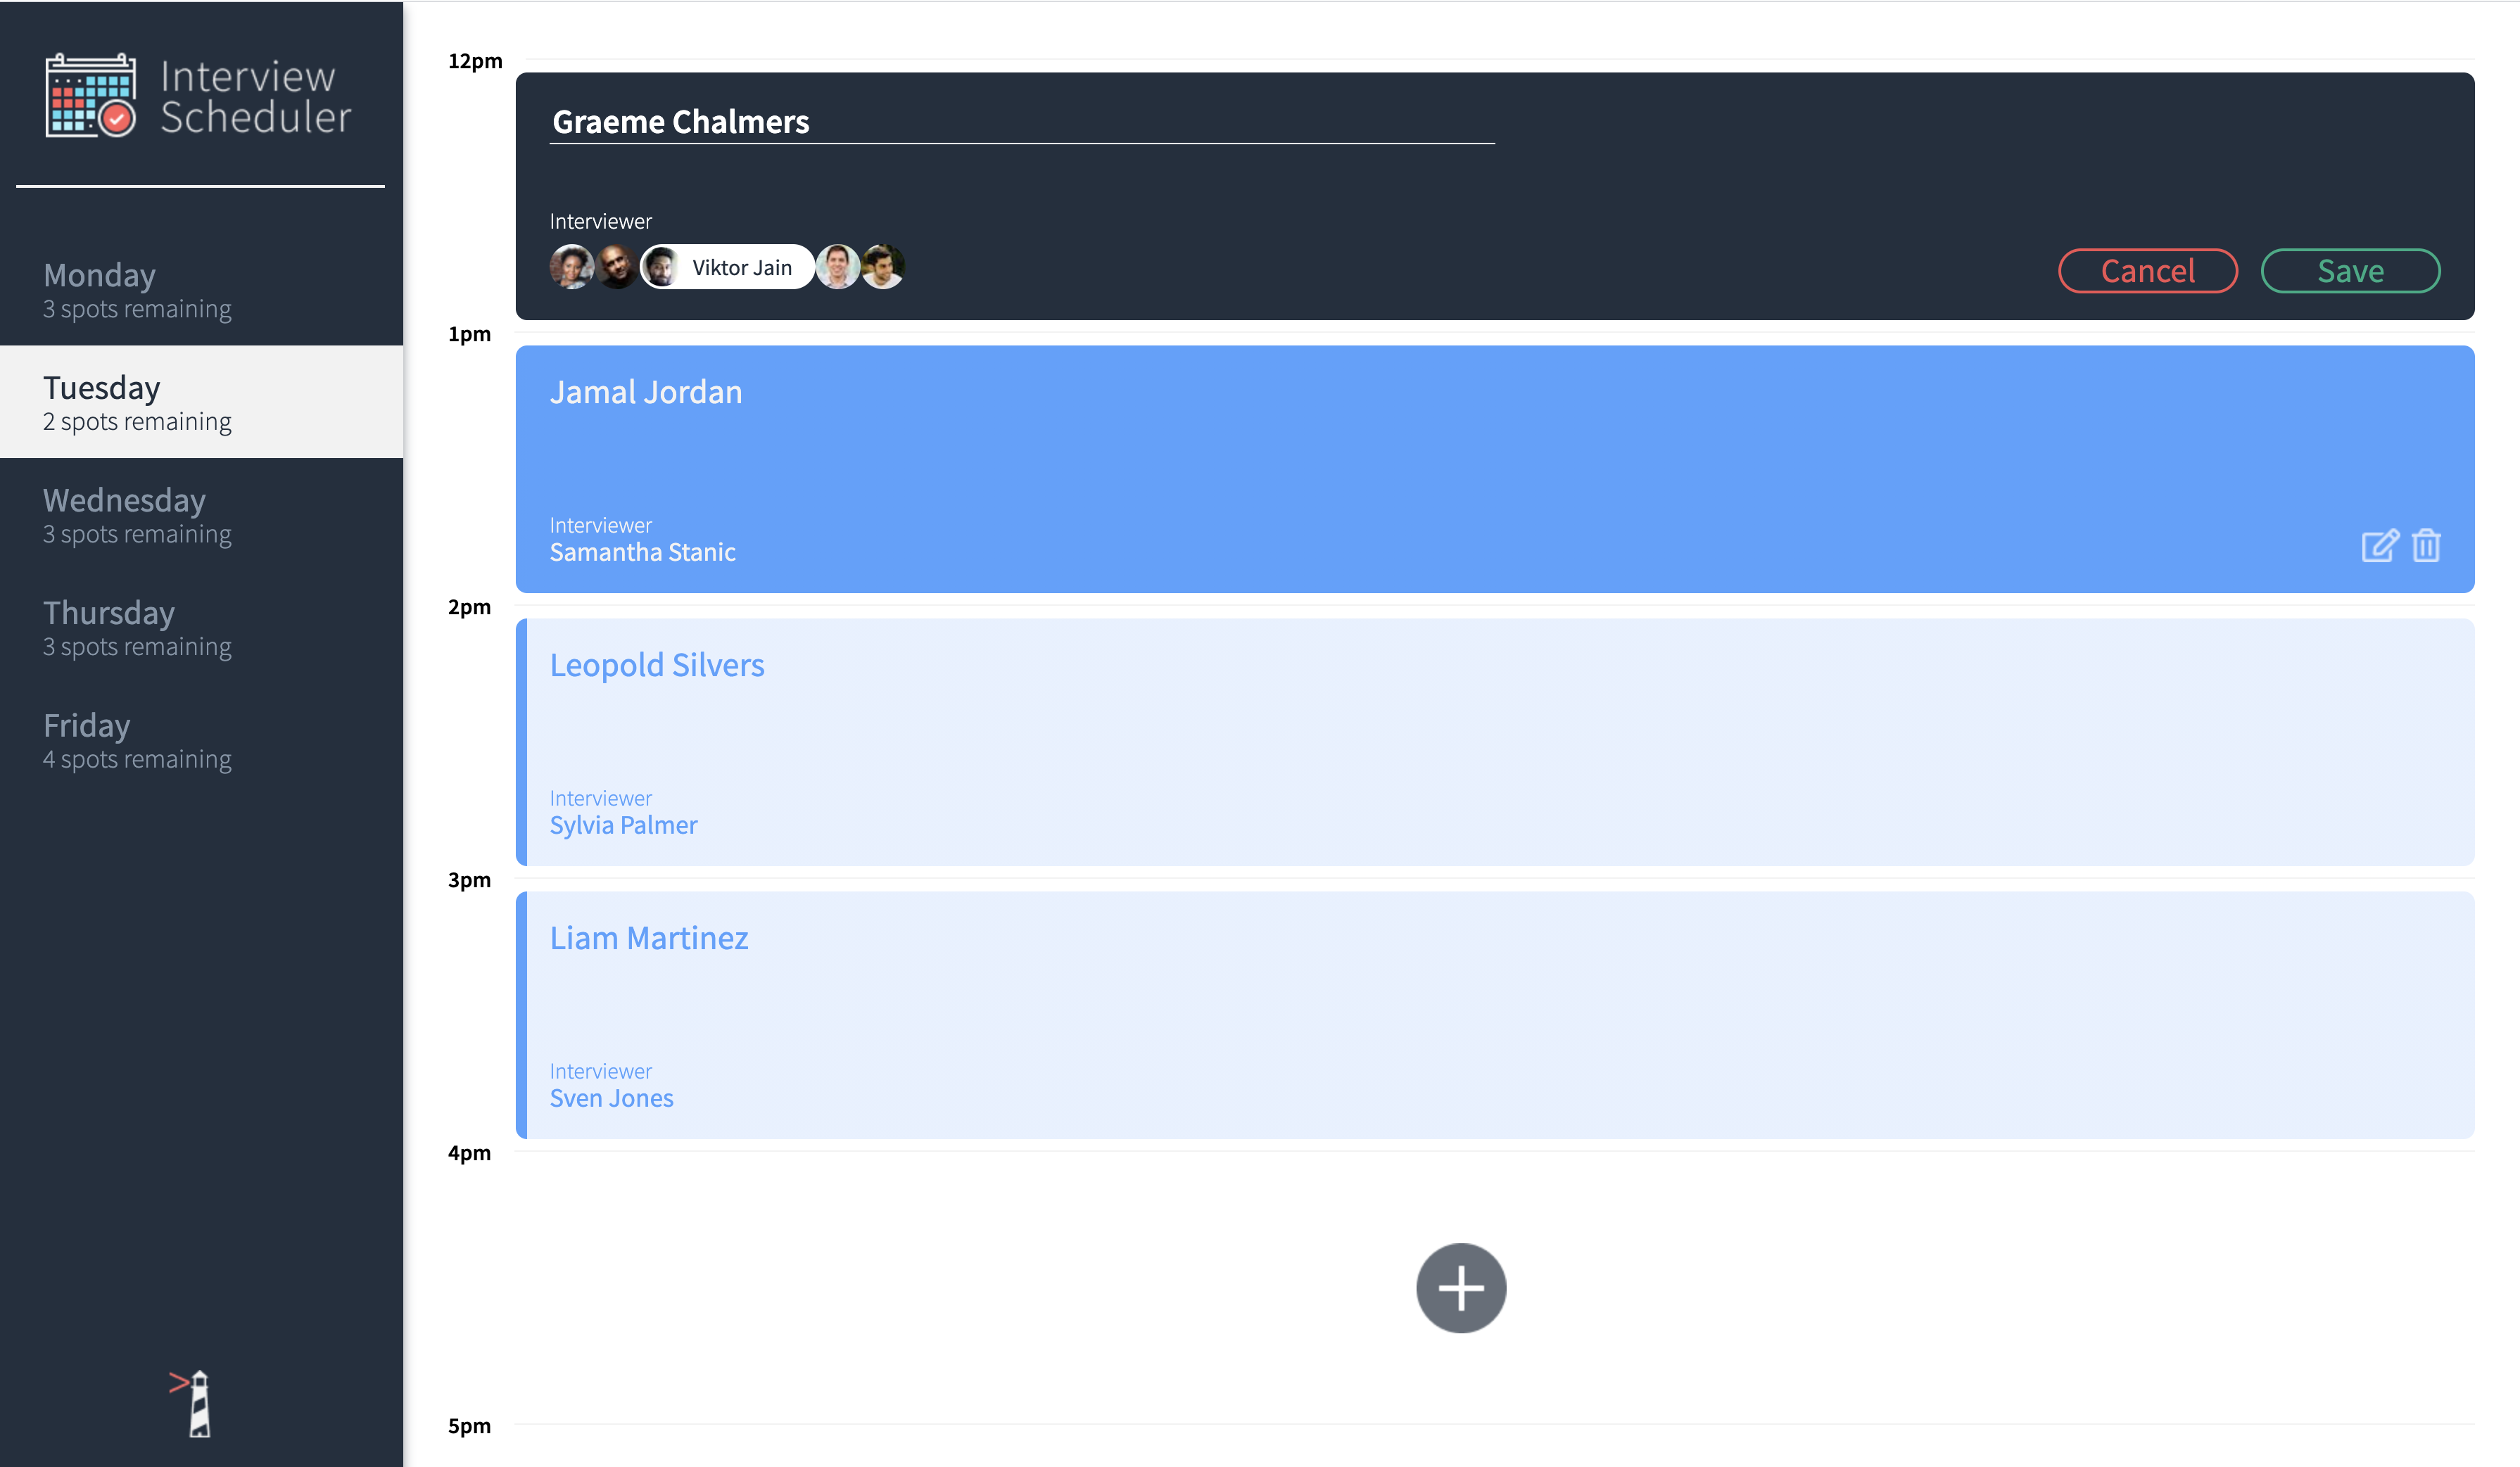 Interview
Scheduler
Monday
3 spots remaining
Tuesday
2 spots remaining
Wednesday
3 spots remaining
Thursday
3 spots remaining
Friday
4 spots remaining
12pm
Graeme Chalmers
Interviewer
Viktor Jain
Cancel
Save
1pm
Jamal Jordan
Interviewer
Samantha Stanic
2pm
Leopold Silvers
Interviewer
Sylvia Palmer
3pm
Liam Martinez
Interviewer
Sven Jones
4pm
5pm